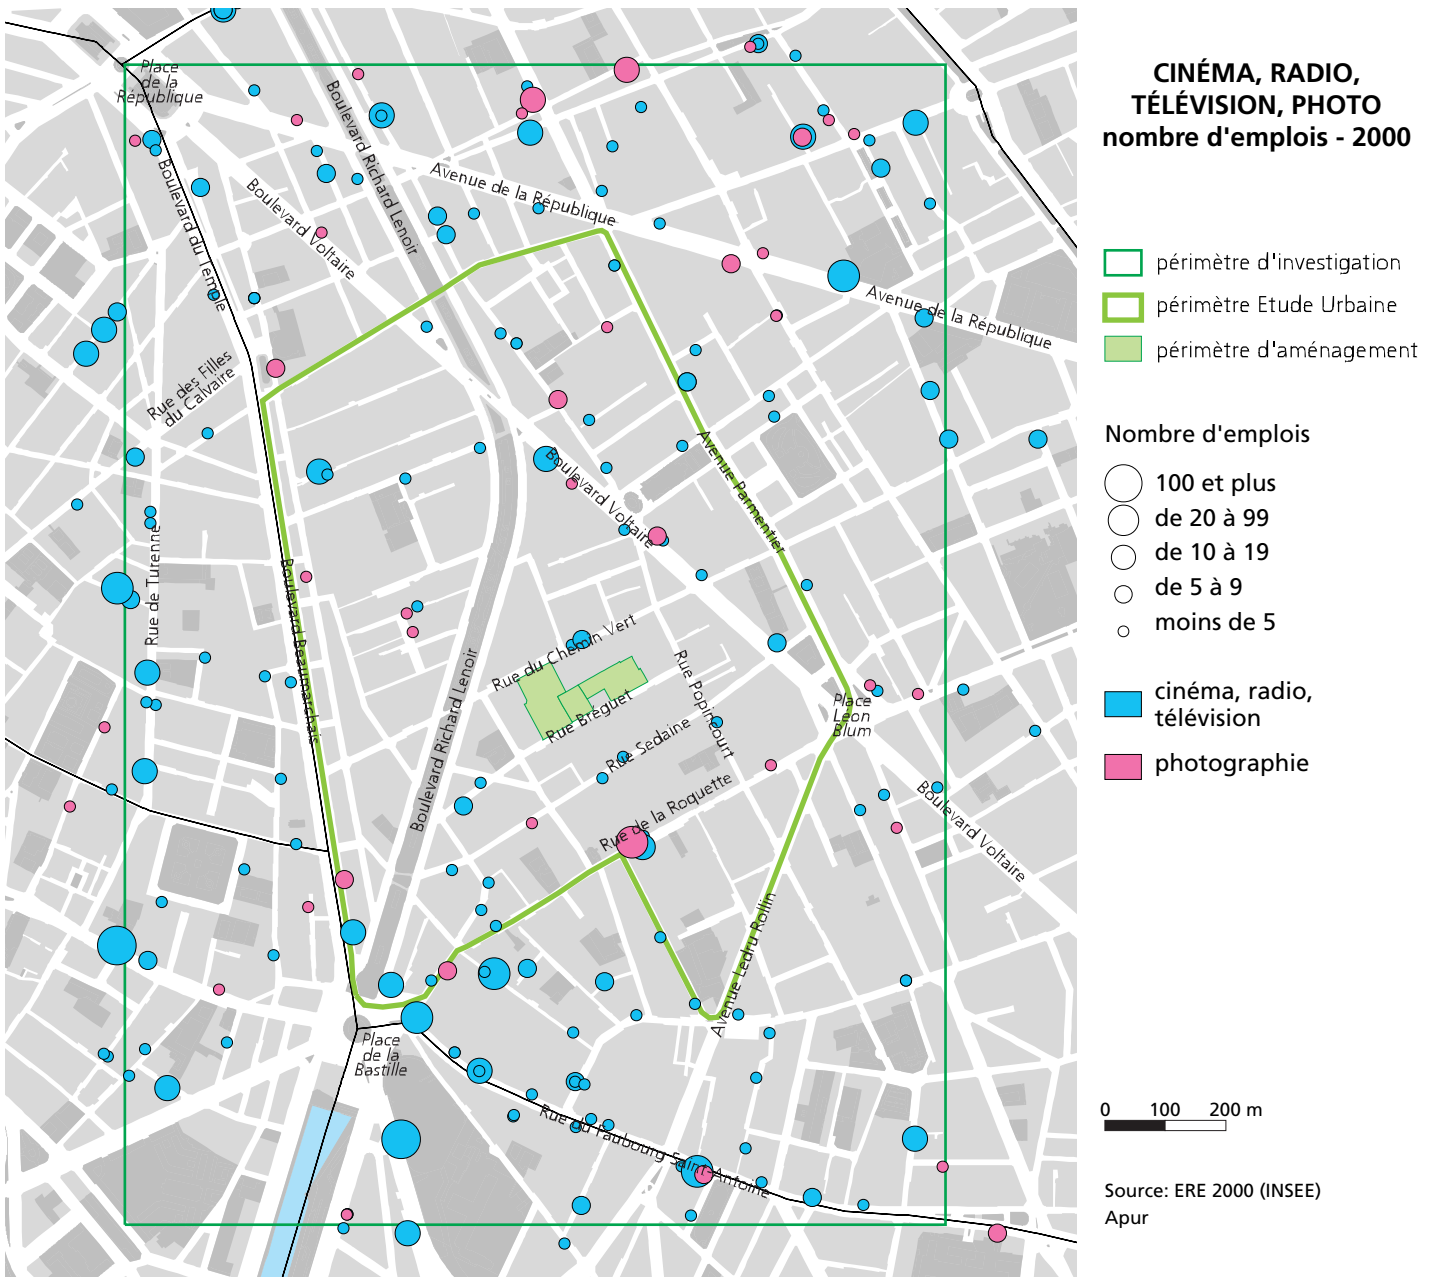 CINÉMA, RADIO,
TÉLÉVISION, PHOTO
nombre d'emplois - 2000
périmètre d'investigation
périmètre Etude Urbaine
périmètre d'aménagement
Nombre d'emplois
100 et plus
de 20 à 99
de 10 à 19
de 5 à 9
moins de 5
cinéma, radio,
télévision
photographie
0 100 200 m
Source: ERE 2000 (INSEE)
Apur
Place
de la
République
Boulevard du Temple
Boulevard Voltaire
Boulevard Richard Lenoir
Avenue de la République
Avenue de la République
Rue des Filles
du Calvaire
Rue de Turenne
Boulevard Beaumarchais
Boulevard Voltaire
Avenue Parmentier
Rue du Chemin Vert
Rue Bréguet
Rue Sedaine
Rue Popincourt
Rue de la Roquette
Boulevard Richard Lenoir
Place
Léon
Blum
Boulevard Voltaire
Avenue Ledru Rollin
Place
de la
Bastille
Rue du Faubourg Saint-Antoine